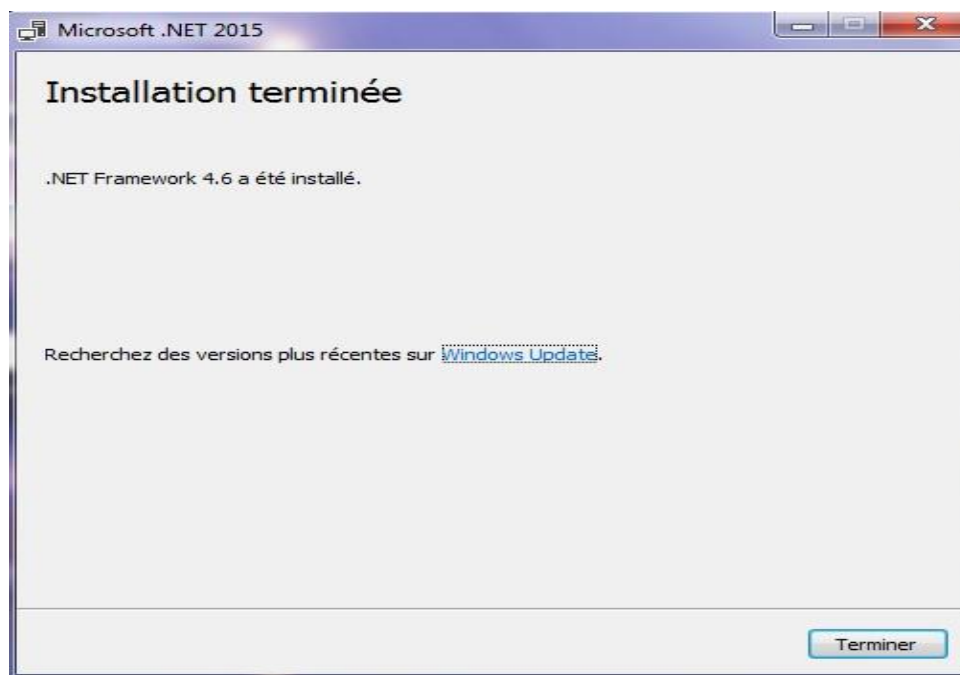 Microsoft .NET 2015
Installation terminée
.NET Framework 4.6 a été installé.
Recherchez des versions plus récentes sur Windows Update.
Terminer